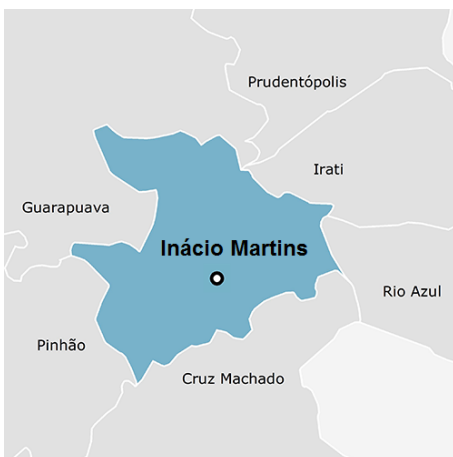 Prudentópolis
Irati
Guarapuava
Inácio Martins
Rio Azul
Pinhão
Cruz Machado